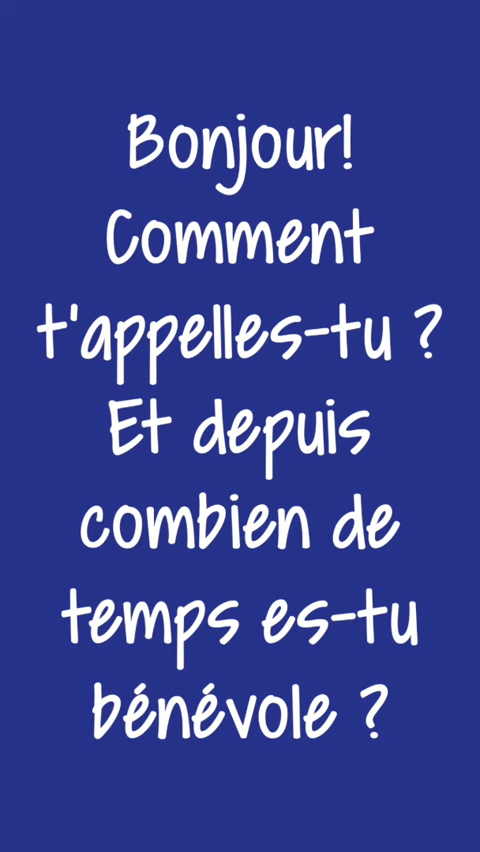 Bonjour!
Comment
t'appelles-tu ?
Et depuis
combien de
temps es-tu
bénévole ?